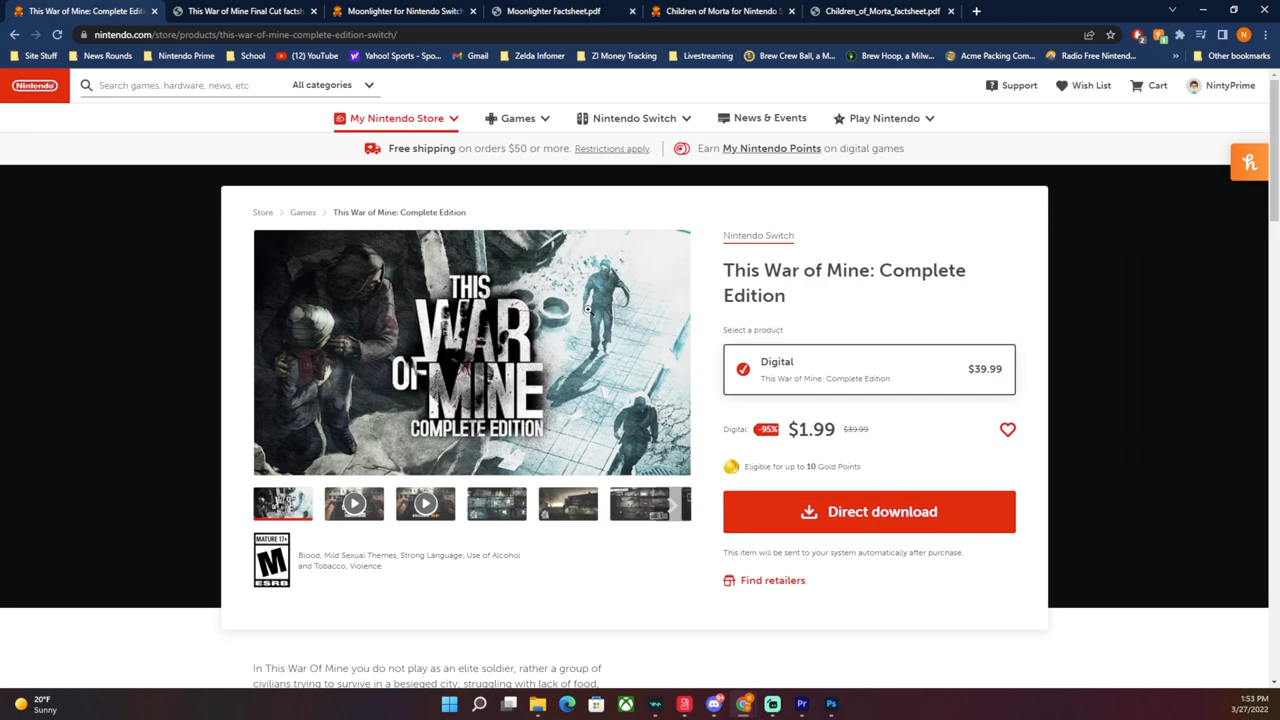 This War of Mine: Complete Edi
This War of Mine Final Cut facts
Moonlighter for Nintendo Switch
Moonlighter Factsheet.pdf
Children of Morta for Nintendo S
Children_of_Morta_factsheet.pdf
nintendo.com/store/products/this-war-of-mine-complete-edition-switch/
Site Stuff
News Rounds
Nintendo Prime
School
(12) YouTube
Yahoo! Sports - Spo...
Gmail
Zelda Informer
ZI Money Tracking
Livestreaming
Brew Crew Ball, a M...
Brew Hoop, a Milw...
Acme Packing Com...
Radio Free Nintend...
Other bookmarks
Nintendo
Search games, hardware, news, etc
All categories
Support
Wish List
Cart
NintyPrime
My Nintendo Store
Games
Nintendo Switch
News & Events
Play Nintendo
Free shipping on orders $50 or more. Restrictions apply.
Earn My Nintendo Points on digital games
Store
Games
This War of Mine: Complete Edition
THIS
WAR
OF MINE
COMPLETE EDITION
MATURE 17+
M
ESRB
Blood, Mild Sexual Themes, Strong Language, Use of Alcohol
and Tobacco, Violence
Nintendo Switch
This War of Mine: Complete
Edition
Select a product
Digital
This War of Mine: Complete Edition
$39.99
Digital: -95% $1.99 $39.99
Eligible for up to 10 Gold Points
Direct download
This item will be sent to your system automatically after purchase.
Find retailers
In This War Of Mine you do not play as an elite soldier, rather a group of
civilians trying to survive in a besieged city, struggling with lack of food,
20°F
Sunny
1:53 PM
3/27/2022